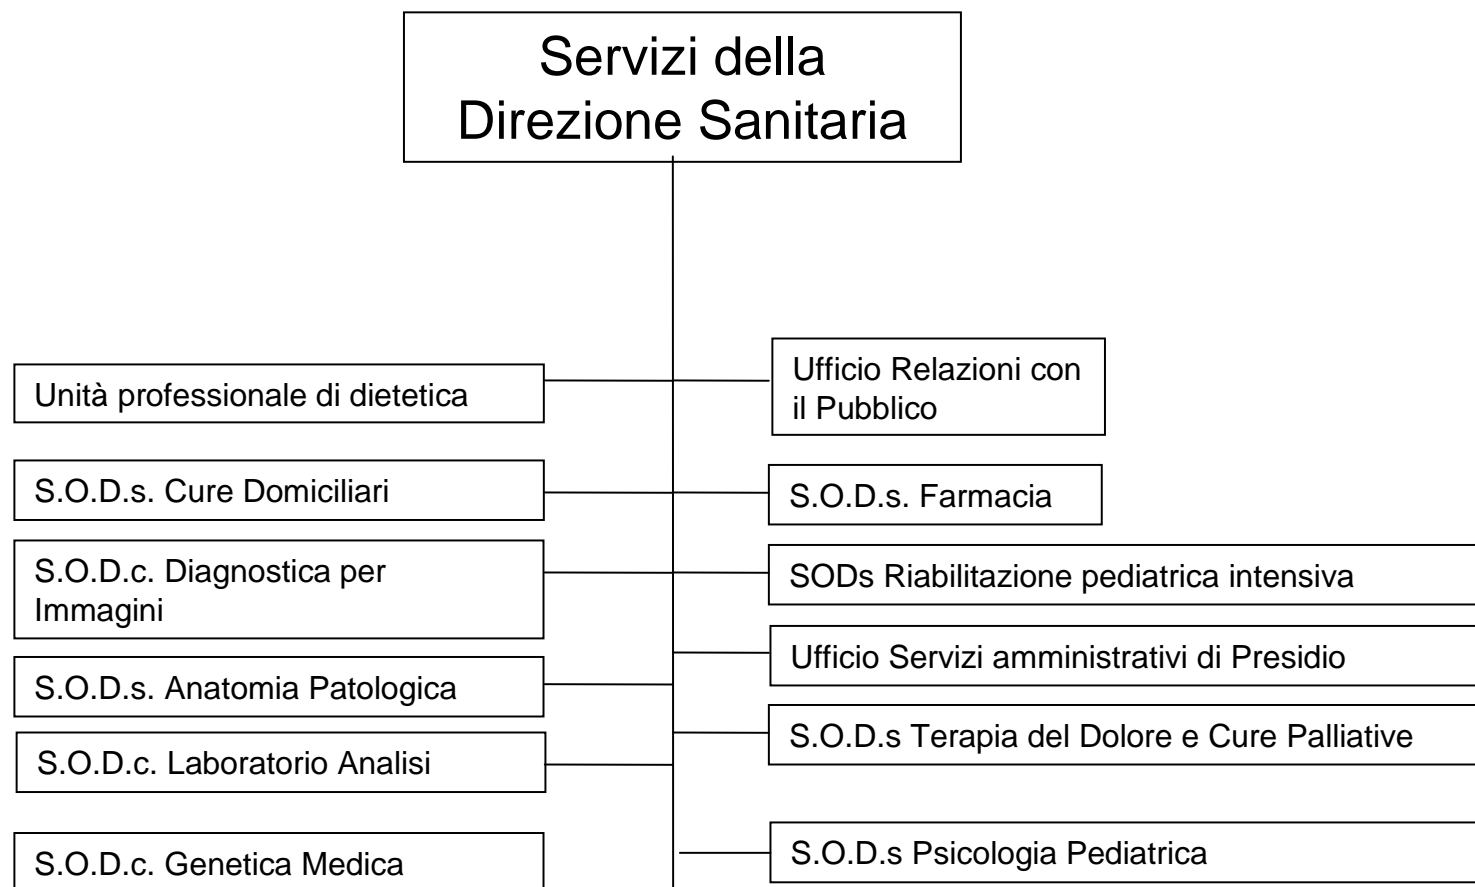 Servizi della
Direzione Sanitaria
Unità professionale di dietetica
Ufficio Relazioni con
il Pubblico
S.O.D.s. Cure Domiciliari
S.O.D.s. Farmacia
S.O.D.c. Diagnostica per
Immagini
SODs Riabilitazione pediatrica intensiva
Ufficio Servizi amministrativi di Presidio
S.O.D.s. Anatomia Patologica
S.O.D.s Terapia del Dolore e Cure Palliative
S.O.D.c. Laboratorio Analisi
S.O.D.c. Genetica Medica
S.O.D.s Psicologia Pediatrica